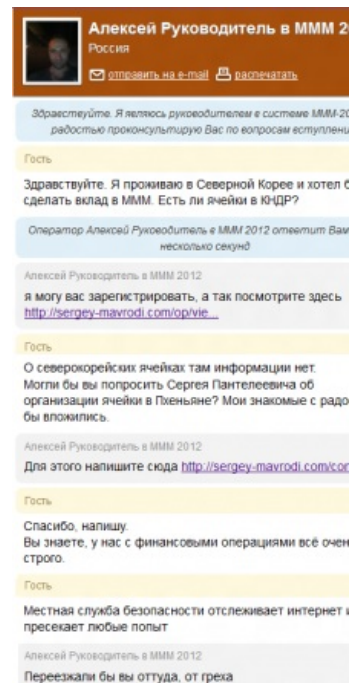 Алексей Руководитель в МММ 2
Россия
отправить на e-mail распечатать
Здравствуйте. Я являюсь руководителем в системе МММ-20
радостью проконсультирую Вас по вопросам вступлени
Гость
Здравствуйте. Я проживаю в Северной Корее и хотел б
сделать вклад в МММ. Есть ли ячейки в КНДР?
Оператор Алексей Руководитель в МММ 2012 ответит Вам
несколько секунд
Алексей Руководитель в МММ 2012
я могу вас зарегистрировать, а так посмотрите здесь
http://sergey-mavrodi.com/op/vie...
Гость
О северокорейских ячейках там информации нет.
Могли бы вы попросить Сергея Пантелеевича об
организации ячейки в Пхеньяне? Мои знакомые с радо
бы вложились.
Алексей Руководитель в МММ 2012
Для этого напишите сюда http://sergey-mavrodi.com/con
Гость
Спасибо, напишу.
Вы знаете, у нас с финансовыми операциями всё очен
строго.
Гость
Местная служба безопасности отслеживает интернет и
пресекает любые попыт
Алексей Руководитель в МММ 2012
Переезжали бы вы оттуда, от греха